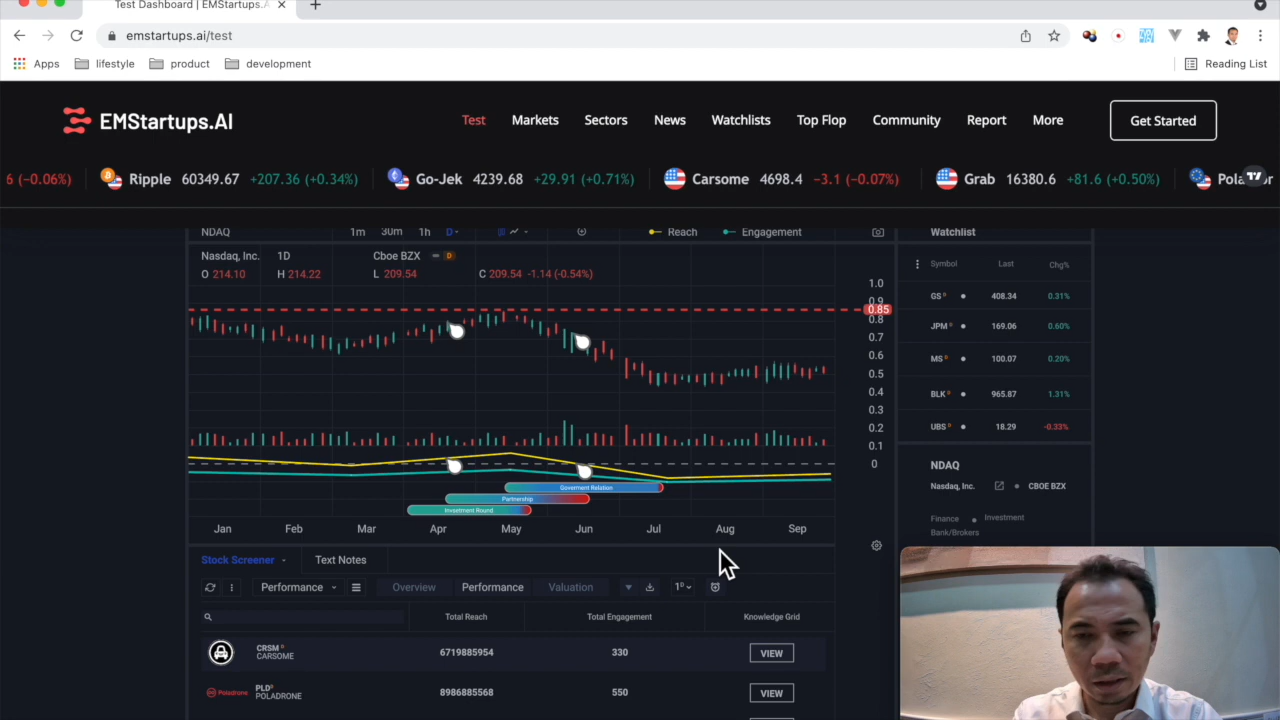 Test Dashboard | EMStartups.A
emstartups.ai/test
Apps lifestyle product development Reading List
EMStartups.AI
Test Markets Sectors News Watchlists Top Flop Community Report More Get Started
6 (−0.06%) Ripple 60349.67 +207.36 (+0.34%) Go-Jek 4239.68 +29.91 (+0.71%) Carsome 4698.4 −3.1 (−0.07%) Grab 16380.6 +81.6 (+0.50%)
NDAQ 1m 30m 1h D Reach Engagement Watchlist
Nasdaq, Inc. 1D Cboe BZX D
O 214.10 H 214.22 L 209.54 C 209.54 -1.14 (-0.54%)
Symbol Last Chg%
GS D 408.34 0.31%
JPM D 169.06 0.60%
MS D 100.07 0.20%
BLK D 965.87 1.31%
UBS D 18.29 -0.33%
1.0
0.9
0.85
0.8
0.7
0.6
0.5
0.4
0.3
0.2
0.1
0
Goverment Relation
Partnership
Investment Round
Jan Feb Mar Apr May Jun Jul Aug Sep
NDAQ
Nasdaq, Inc. CBOE BZX
Finance Investment
Bank/Brokers
Stock Screener Text Notes
Performance Overview Performance Valuation 1D
Total Reach Total Engagement Knowledge Grid
CRSM D
CARSOME 6719885954 330 VIEW
Poladrone PLD D
POLADRONE 8986885568 550 VIEW